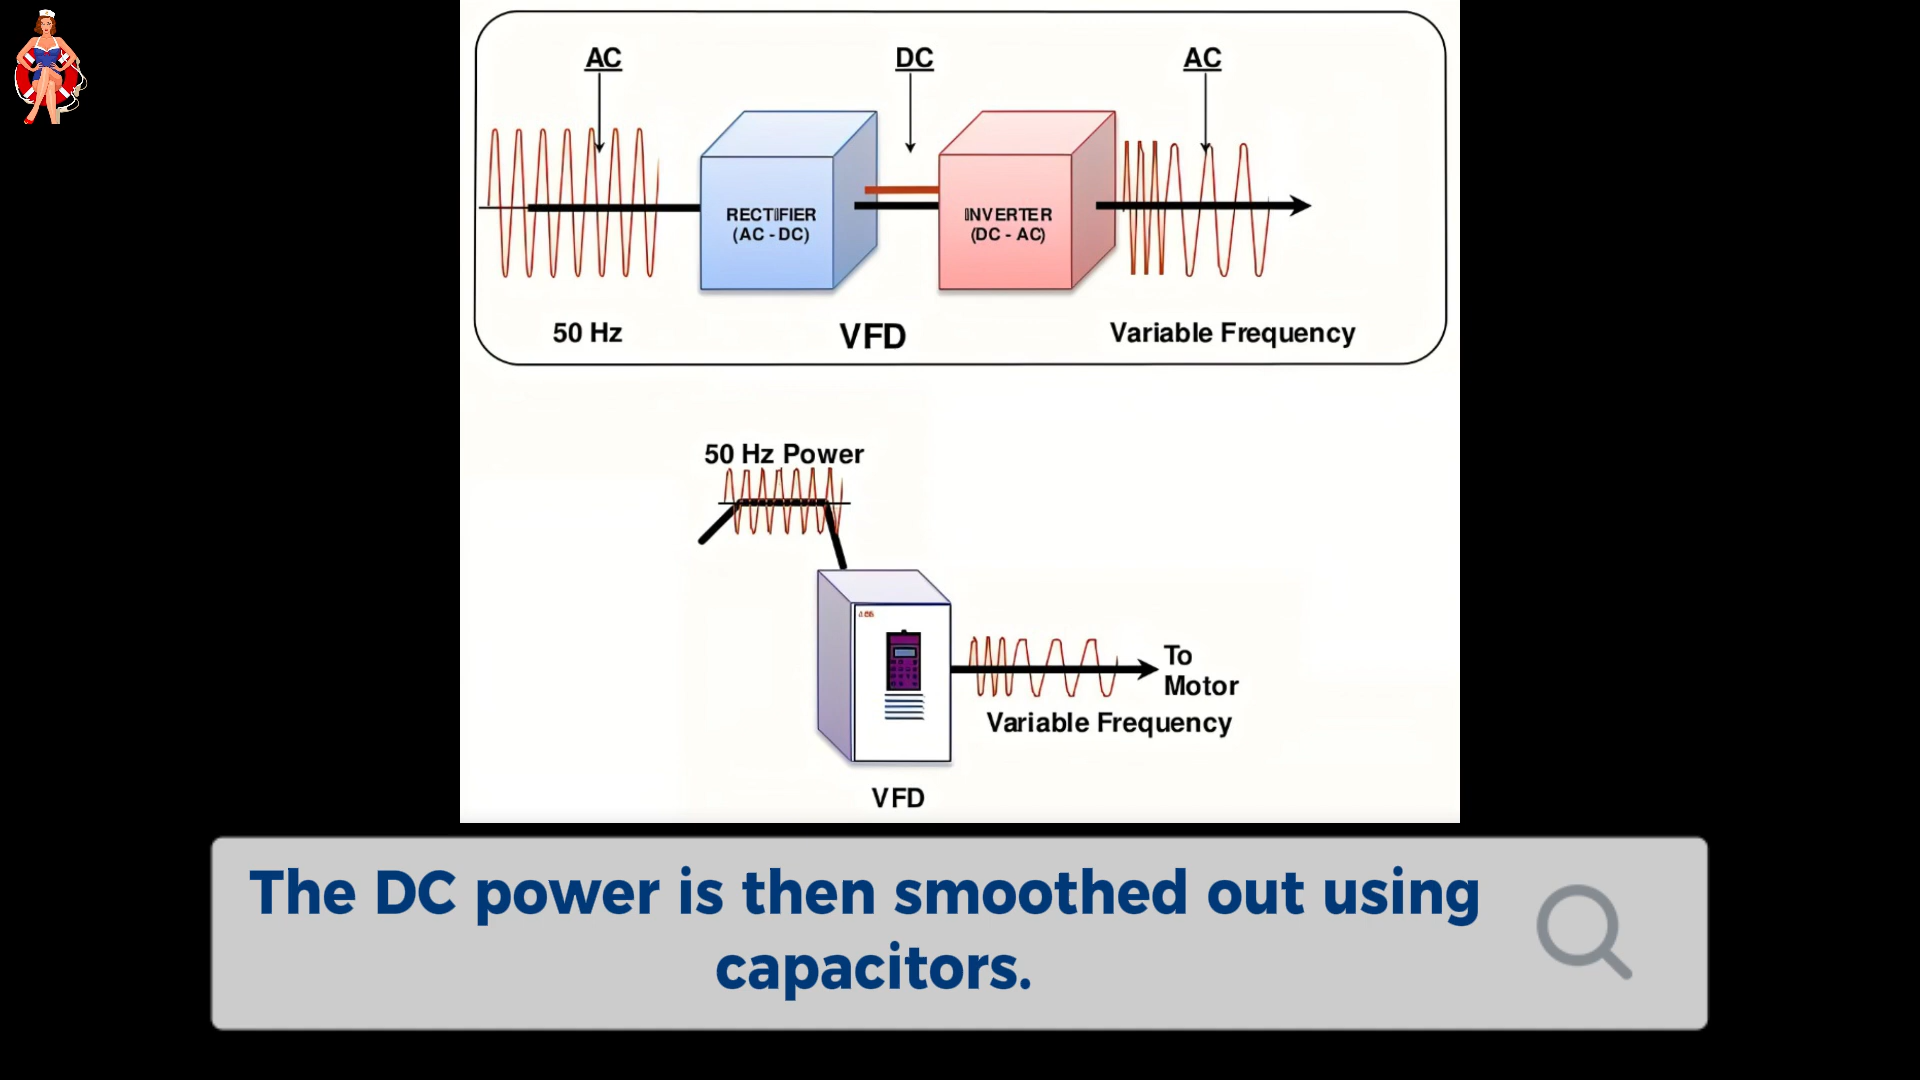 AC DC AC
RECTIFIER
(AC - DC)
INVERTER
(DC - AC)
50 Hz
VFD
Variable Frequency
50 Hz Power
To
Motor
Variable Frequency
VFD
The DC power is then smoothed out using
capacitors.